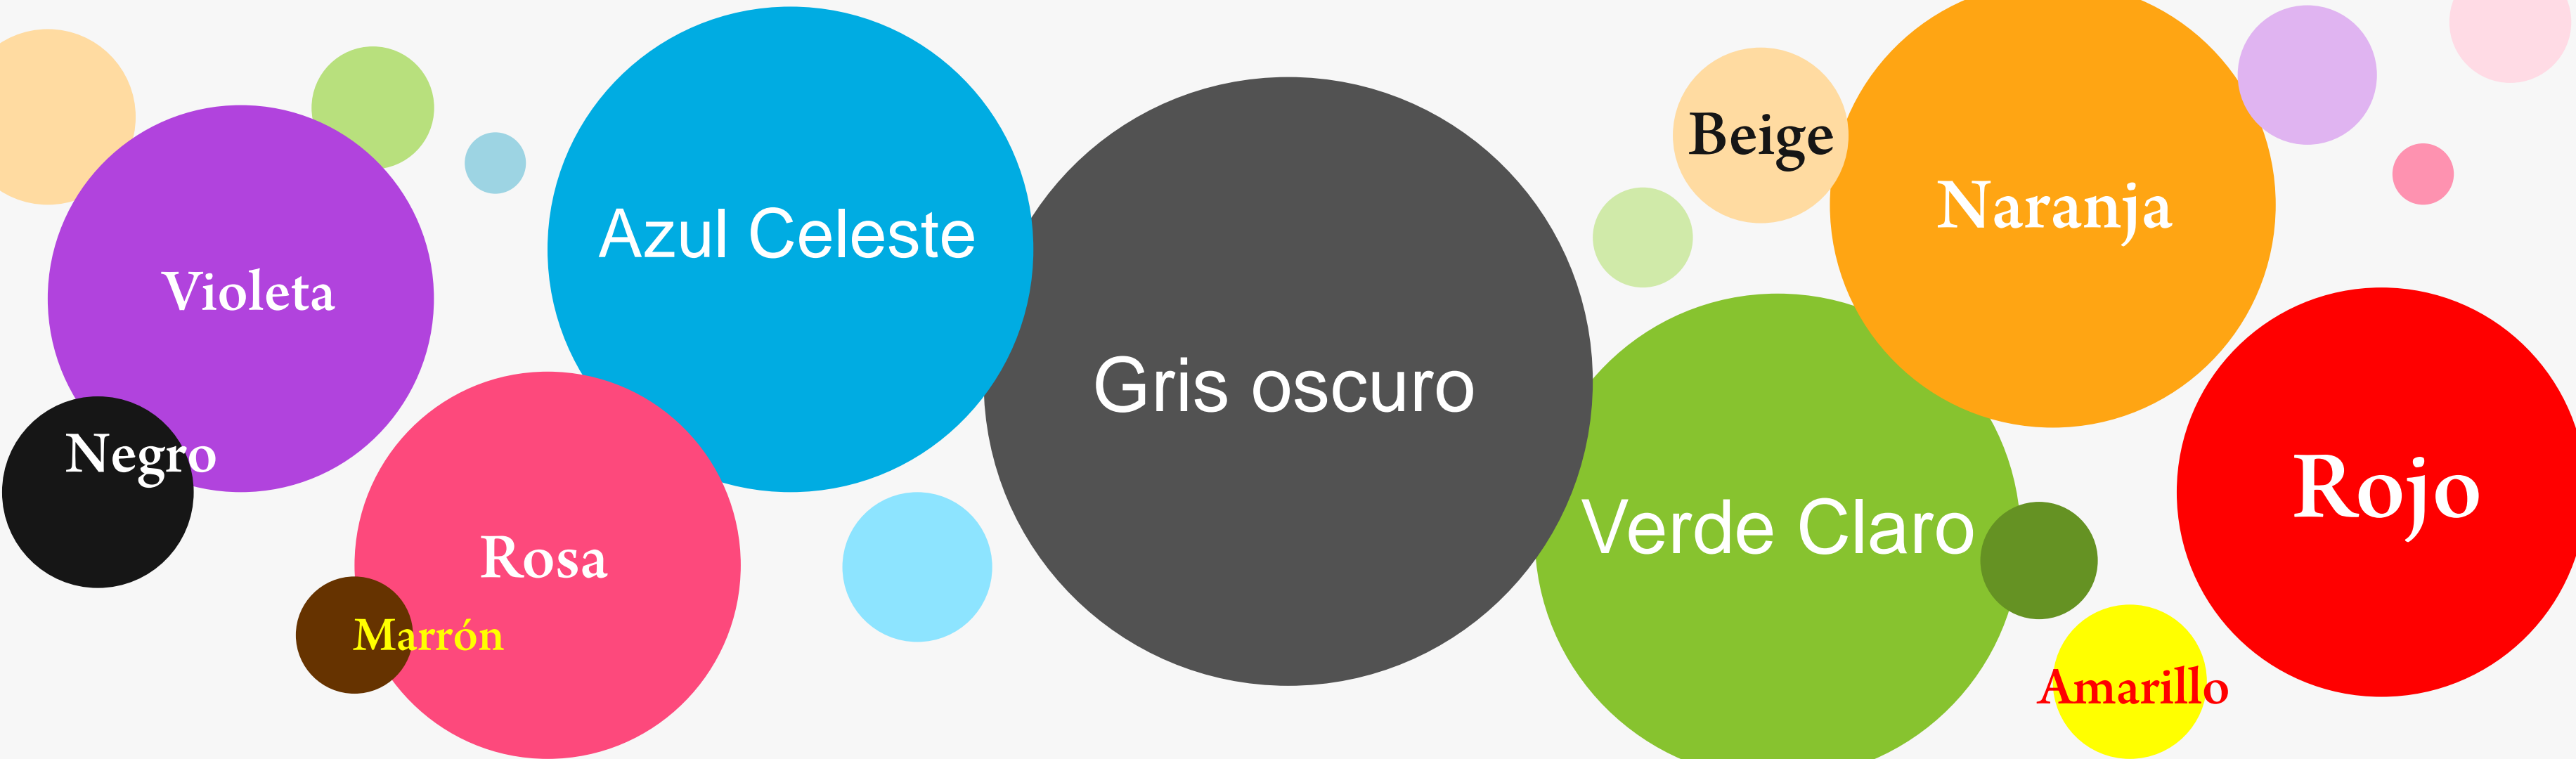 Violeta
Negro
Rosa
Marrón
Azul Celeste
Gris oscuro
Beige
Naranja
Verde Claro
Rojo
Amarillo